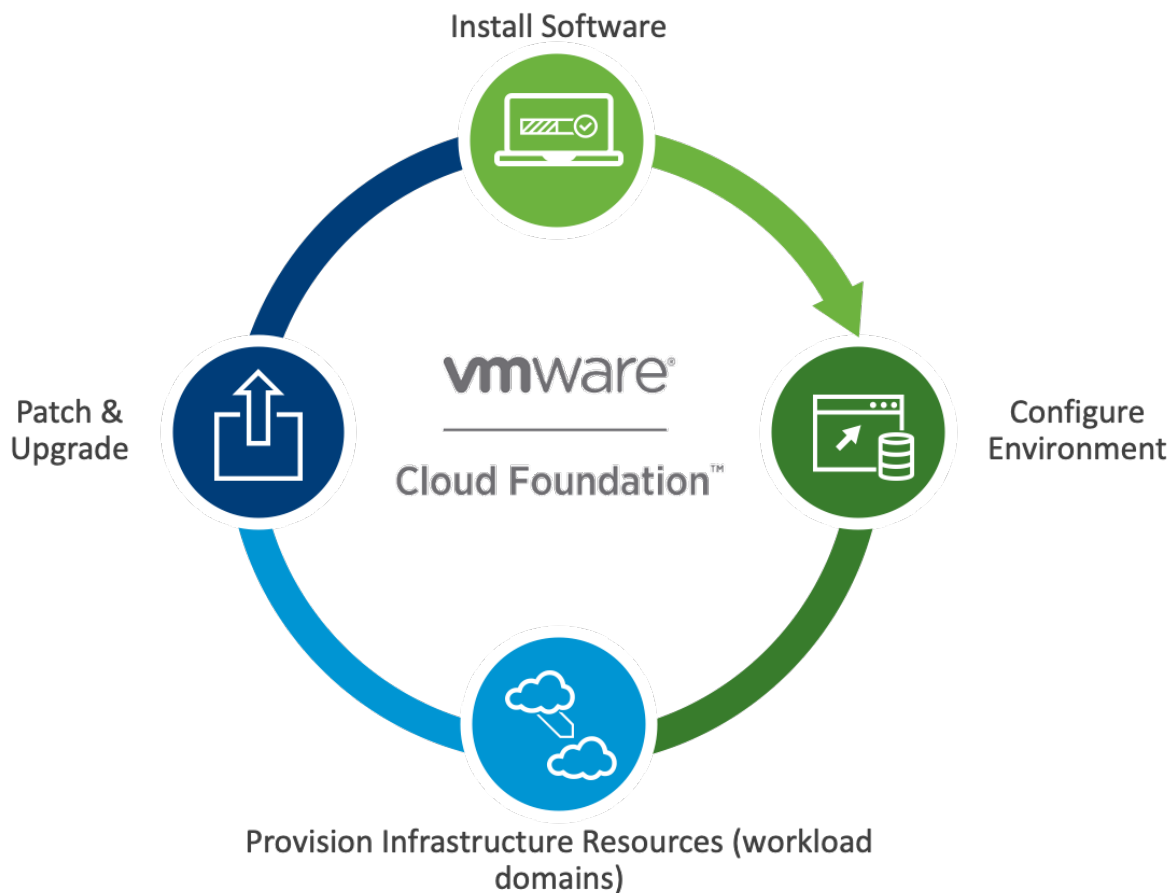 Install Software
vmware®
Cloud Foundation™
Patch &
Upgrade
Configure
Environment
Provision Infrastructure Resources (workload
domains)